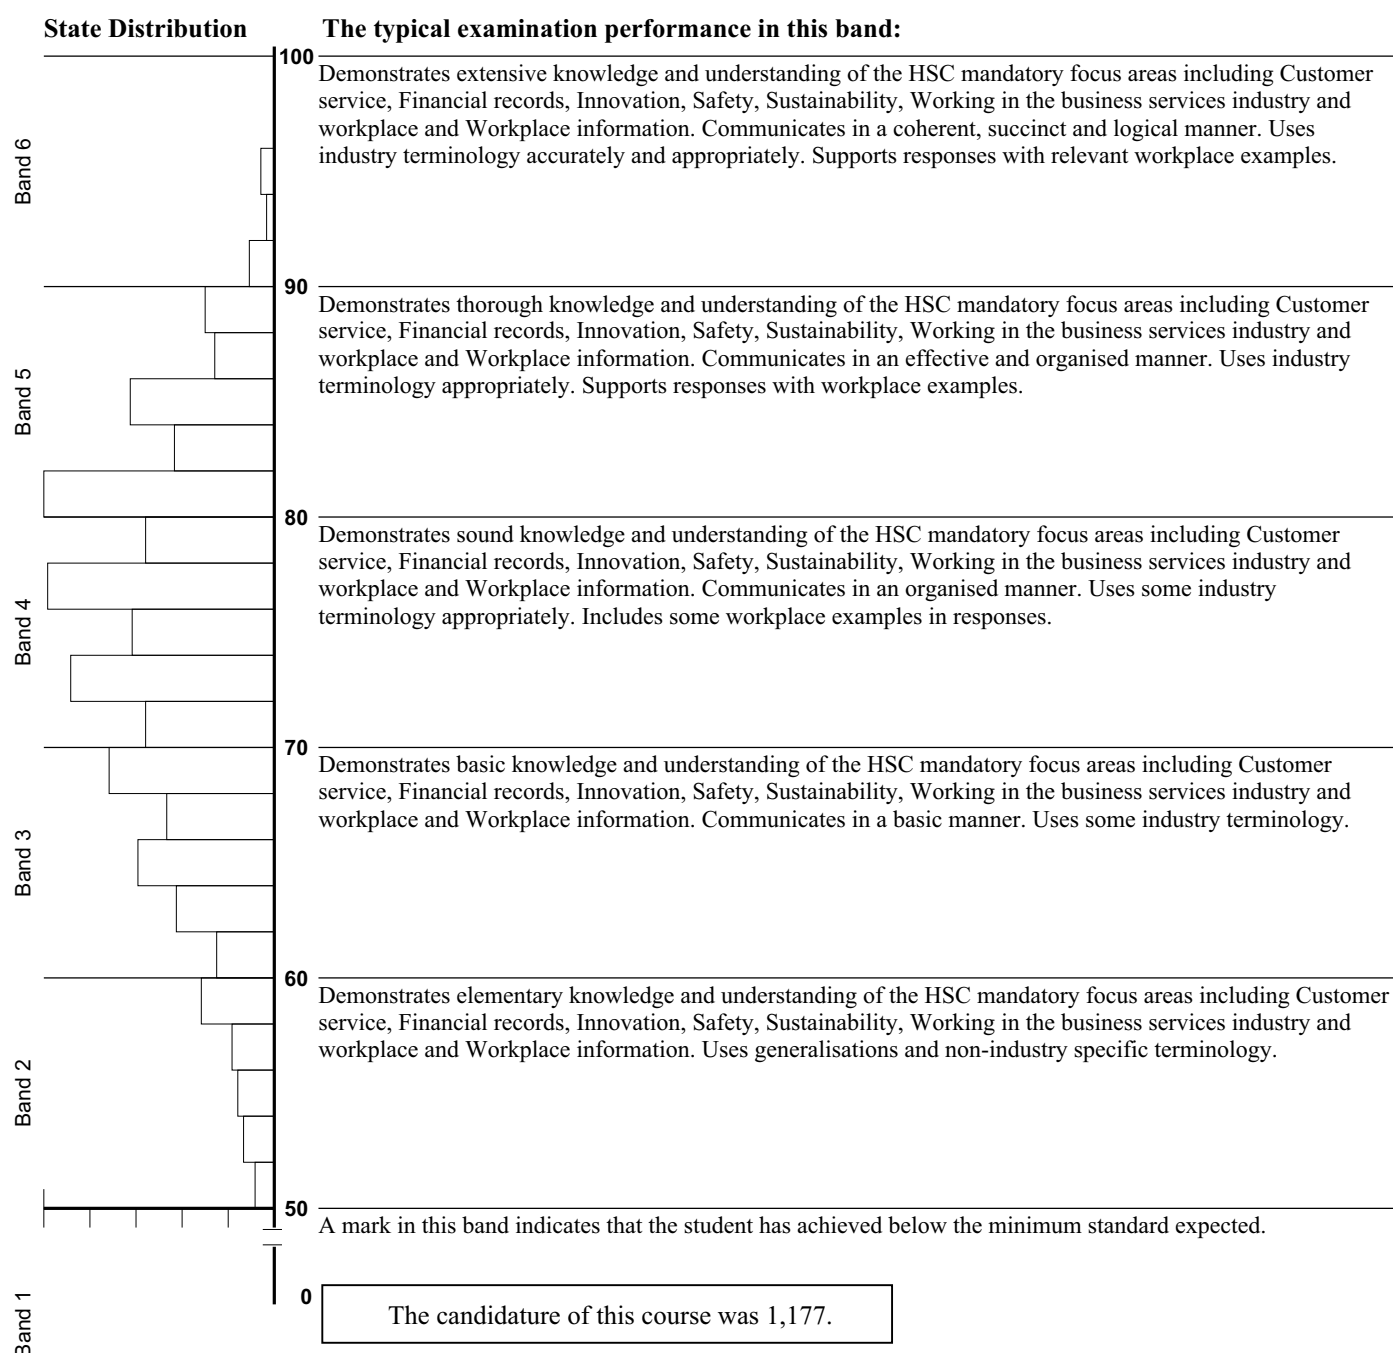 State Distribution
The typical examination performance in this band:
100
Demonstrates extensive knowledge and understanding of the HSC mandatory focus areas including Customer
service, Financial records, Innovation, Safety, Sustainability, Working in the business services industry and
workplace and Workplace information. Communicates in a coherent, succinct and logical manner. Uses
industry terminology accurately and appropriately. Supports responses with relevant workplace examples.
Band 6
90
Demonstrates thorough knowledge and understanding of the HSC mandatory focus areas including Customer
service, Financial records, Innovation, Safety, Sustainability, Working in the business services industry and
workplace and Workplace information. Communicates in an effective and organised manner. Uses industry
terminology appropriately. Supports responses with workplace examples.
Band 5
80
Demonstrates sound knowledge and understanding of the HSC mandatory focus areas including Customer
service, Financial records, Innovation, Safety, Sustainability, Working in the business services industry and
workplace and Workplace information. Communicates in an organised manner. Uses some industry
terminology appropriately. Includes some workplace examples in responses.
Band 4
70
Demonstrates basic knowledge and understanding of the HSC mandatory focus areas including Customer
service, Financial records, Innovation, Safety, Sustainability, Working in the business services industry and
workplace and Workplace information. Communicates in a basic manner. Uses some industry terminology.
Band 3
60
Demonstrates elementary knowledge and understanding of the HSC mandatory focus areas including Customer
service, Financial records, Innovation, Safety, Sustainability, Working in the business services industry and
workplace and Workplace information. Uses generalisations and non-industry specific terminology.
Band 2
50
A mark in this band indicates that the student has achieved below the minimum standard expected.
Band 1
0
The candidature of this course was 1,177.